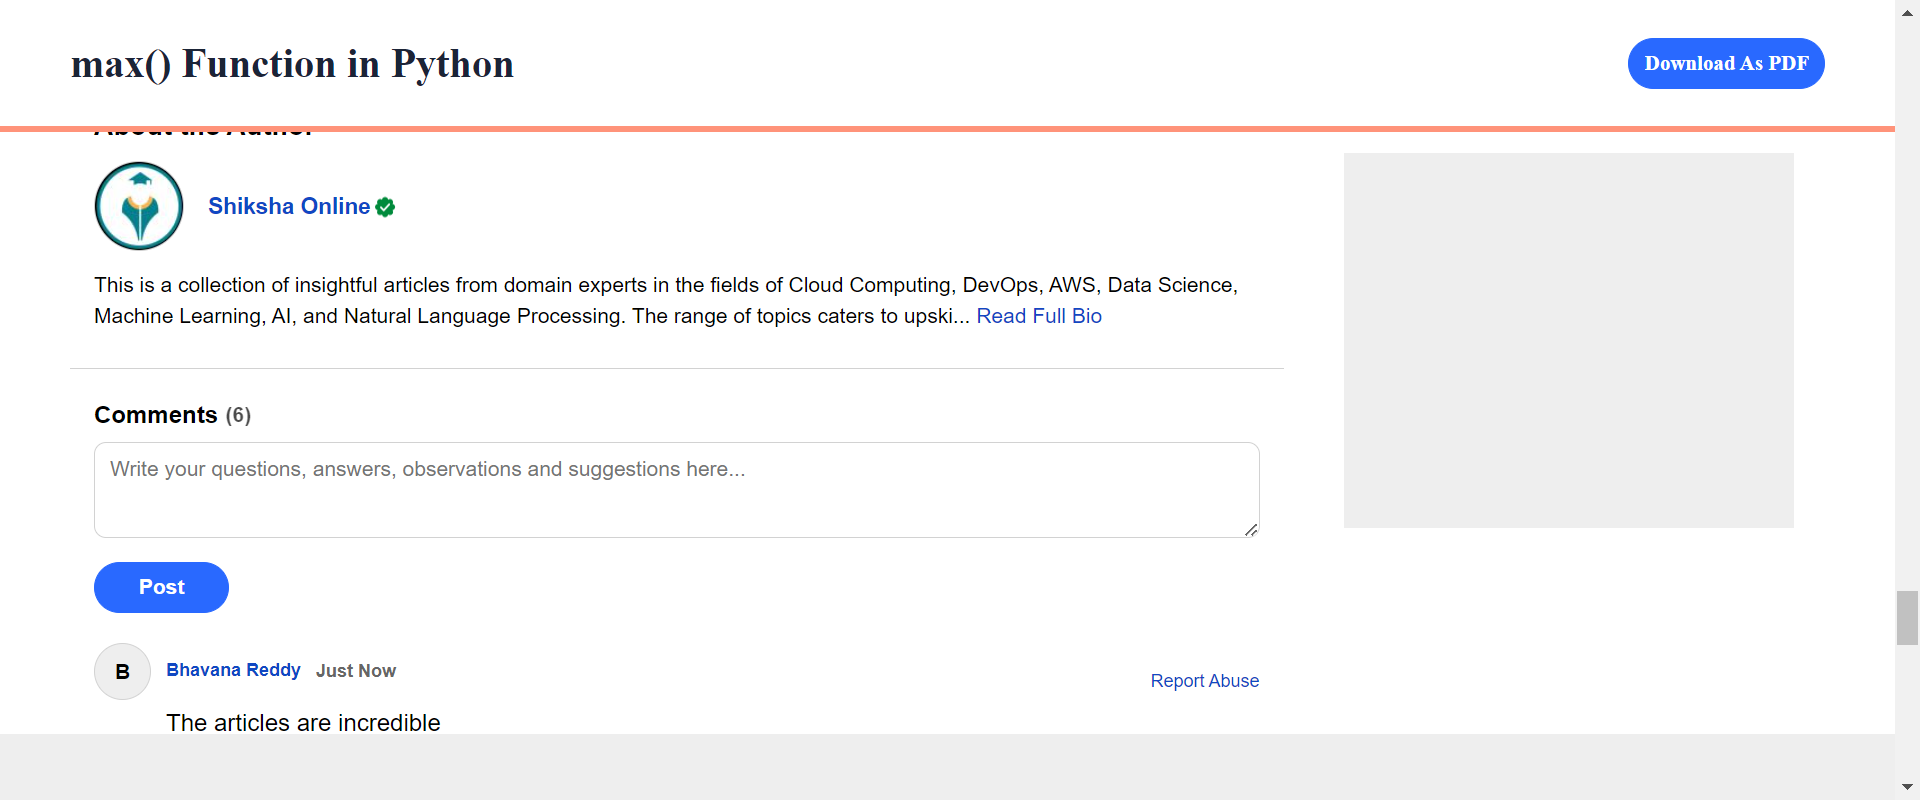 max() Function in Python
Download As PDF
About the Author
Shiksha Online
This is a collection of insightful articles from domain experts in the fields of Cloud Computing, DevOps, AWS, Data Science,
Machine Learning, AI, and Natural Language Processing. The range of topics caters to upski... Read Full Bio
Comments (6)
Write your questions, answers, observations and suggestions here...
Post
B
Bhavana Reddy Just Now
Report Abuse
The articles are incredible